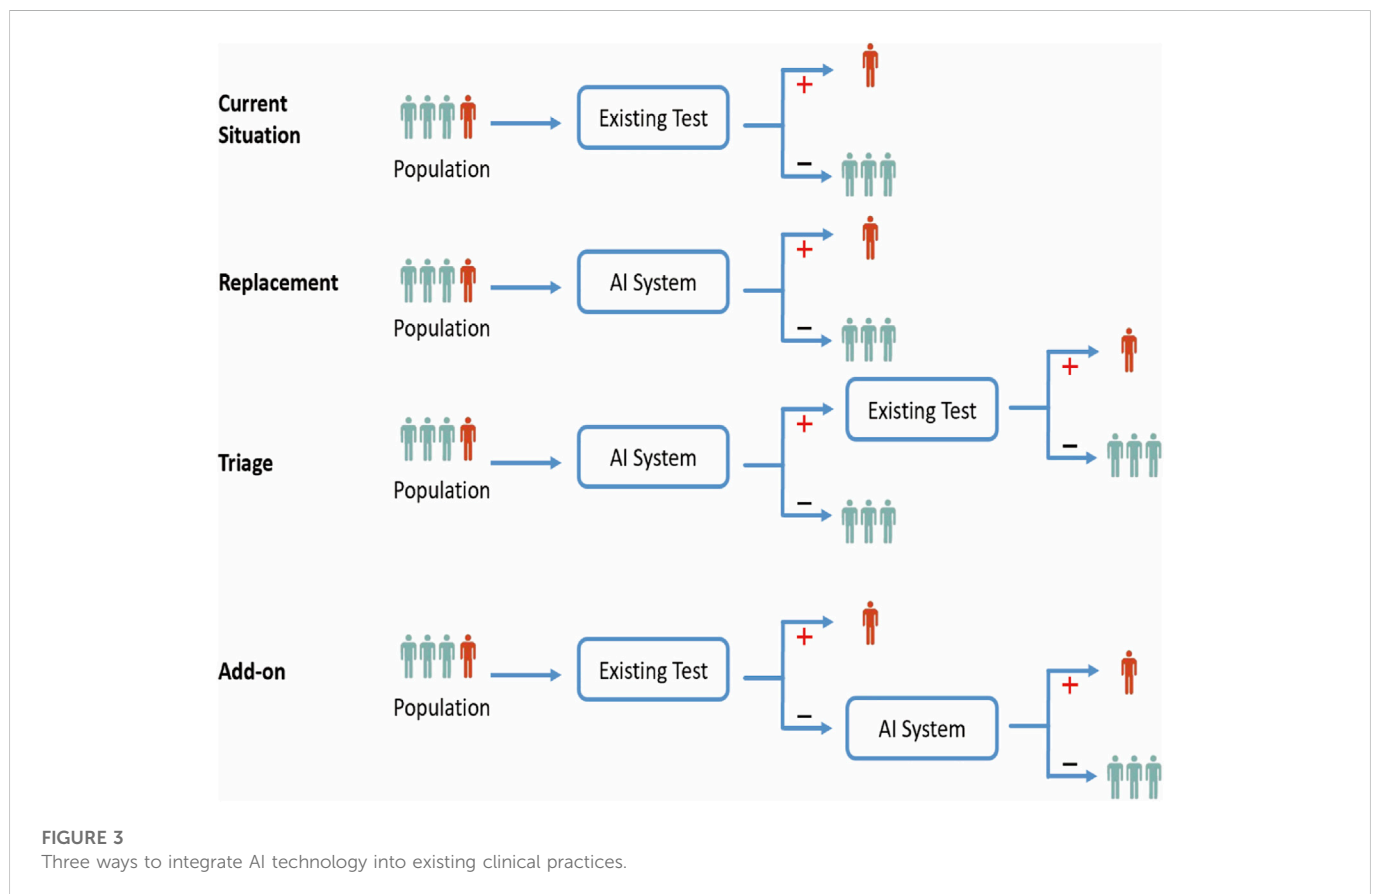 Current
Situation
Population
Existing Test
+
−
Replacement
Population
AI System
+
−
Triage
Population
AI System
+
−
Existing Test
+
−
Add-on
Population
Existing Test
+
−
AI System
+
−
FIGURE 3
Three ways to integrate AI technology into existing clinical practices.